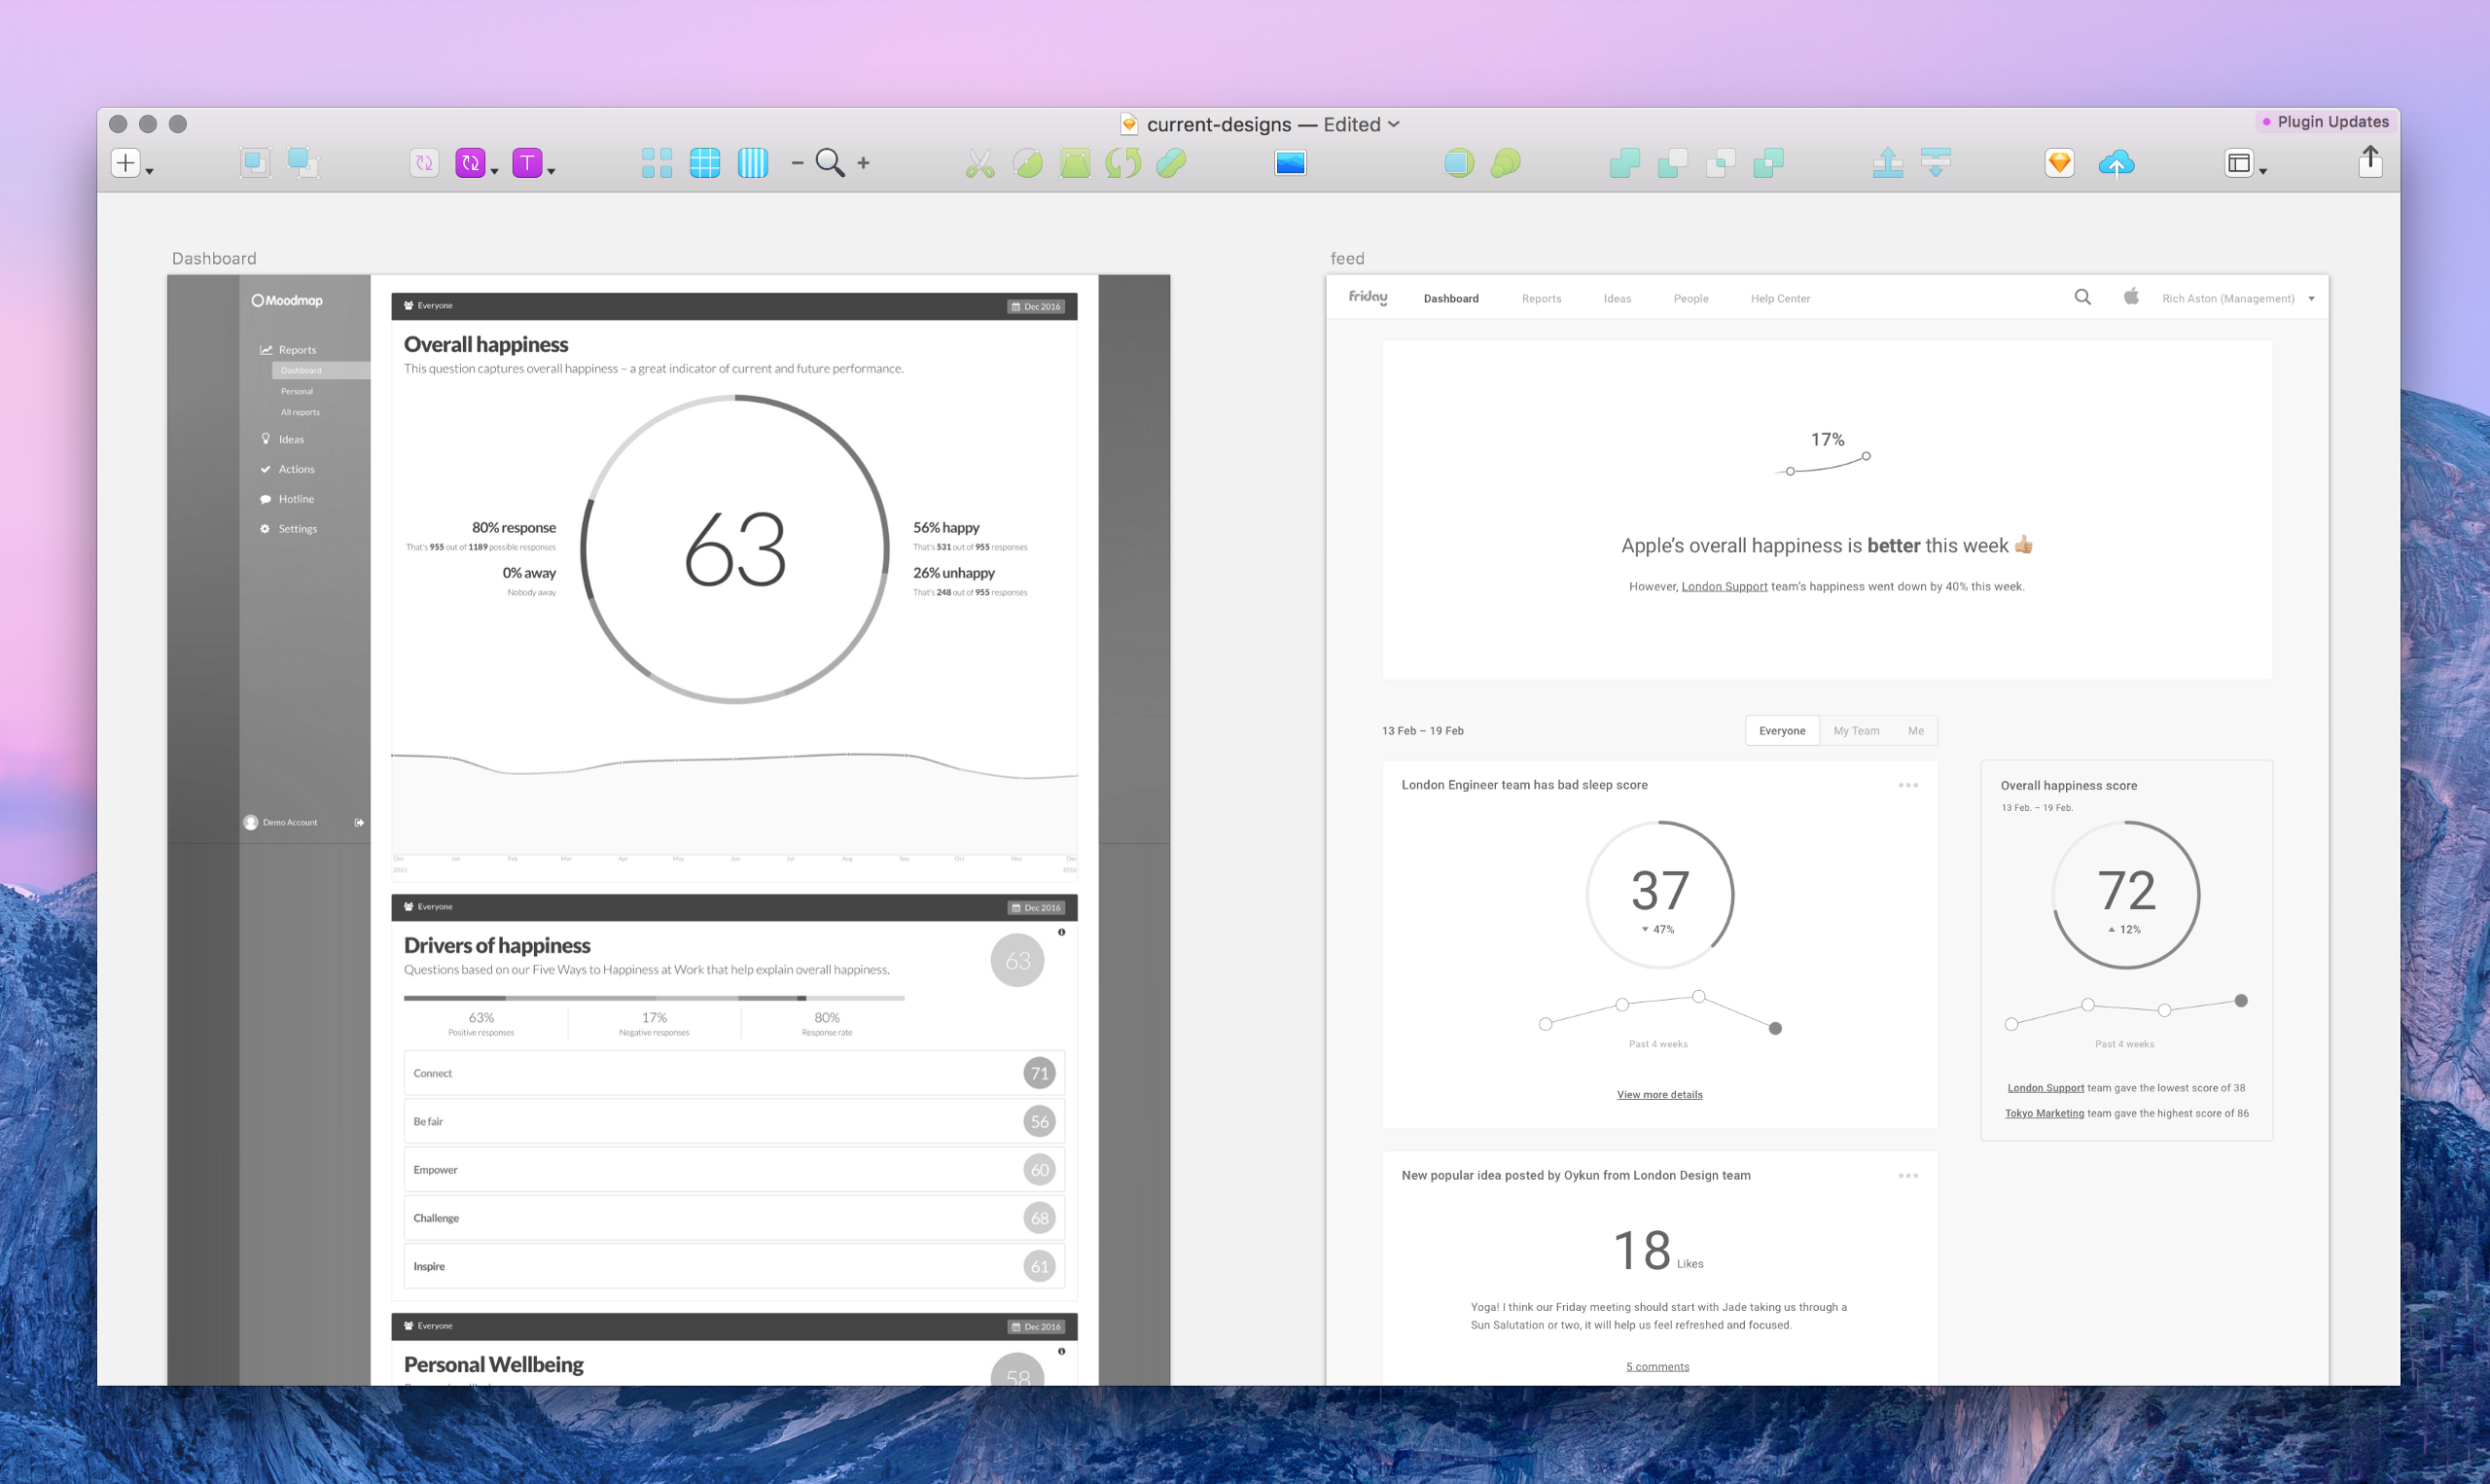 current-designs — Edited
Plugin Updates
T
Dashboard
Moodmap
Reports
Dashboard
Personal
All reports
Ideas
Actions
Hotline
Settings
Demo Account
Everyone
Dec 2016
Overall happiness
This question captures overall happiness – a great indicator of current and future performance.
80% response
That's 955 out of 1189 possible responses
0% away
Nobody away
63
56% happy
That's 531 out of 955 responses
26% unhappy
That's 248 out of 955 responses
Dec Jan Feb Mar Apr May Jun Jul Aug Sep Oct Nov Dec
2015 2016
Everyone
Dec 2016
Drivers of happiness
Questions based on our Five Ways to Happiness at Work that help explain overall happiness.
63
63% 17% 80%
Positive responses Negative responses Response rate
Connect 71
Be fair 56
Empower 60
Challenge 68
Inspire 61
Everyone
Dec 2016
Personal Wellbeing
58
feed
friday Dashboard Reports Ideas People Help Center Rich Aston (Management)
17%
Apple's overall happiness is better this week 👍
However, London Support team's happiness went down by 40% this week.
13 Feb – 19 Feb
Everyone My Team Me
London Engineer team has bad sleep score
37
47%
Past 4 weeks
View more details
Overall happiness score
13 Feb. – 19 Feb.
72
12%
Past 4 weeks
London Support team gave the lowest score of 38
Tokyo Marketing team gave the highest score of 86
New popular idea posted by Oykun from London Design team
18 Likes
Yoga! I think our Friday meeting should start with Jade taking us through a
Sun Salutation or two, it will help us feel refreshed and focused.
5 comments